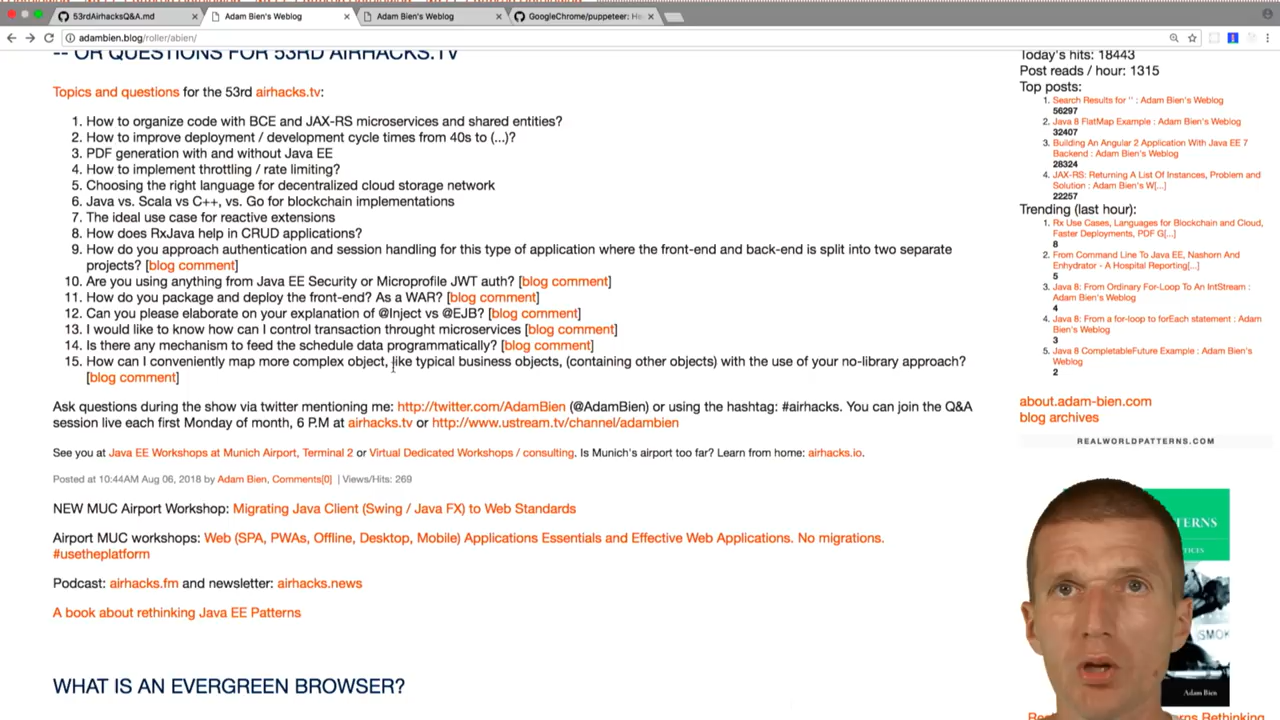 53rdAirhacksQ&A.md
Adam Bien's Weblog
Adam Bien's Weblog
GoogleChrome/puppeteer: He
adambien.blog/roller/abien/
-- OR QUESTIONS FOR 53RD AIRHACKS.TV
Topics and questions for the 53rd airhacks.tv:
1. How to organize code with BCE and JAX-RS microservices and shared entities?
2. How to improve deployment / development cycle times from 40s to (...)?
3. PDF generation with and without Java EE
4. How to implement throttling / rate limiting?
5. Choosing the right language for decentralized cloud storage network
6. Java vs. Scala vs C++, vs. Go for blockchain implementations
7. The ideal use case for reactive extensions
8. How does RxJava help in CRUD applications?
9. How do you approach authentication and session handling for this type of application where the front-end and back-end is split into two separate
projects? [blog comment]
10. Are you using anything from Java EE Security or Microprofile JWT auth? [blog comment]
11. How do you package and deploy the front-end? As a WAR? [blog comment]
12. Can you please elaborate on your explanation of @Inject vs @EJB? [blog comment]
13. I would like to know how can I control transaction throught microservices [blog comment]
14. Is there any mechanism to feed the schedule data programmatically? [blog comment]
15. How can I conveniently map more complex object, like typical business objects, (containing other objects) with the use of your no-library approach?
[blog comment]
Ask questions during the show via twitter mentioning me: http://twitter.com/AdamBien (@AdamBien) or using the hashtag: #airhacks. You can join the Q&A
session live each first Monday of month, 6 P.M at airhacks.tv or http://www.ustream.tv/channel/adambien
See you at Java EE Workshops at Munich Airport, Terminal 2 or Virtual Dedicated Workshops / consulting. Is Munich's airport too far? Learn from home: airhacks.io.
Posted at 10:44AM Aug 06, 2018 by Adam Bien, Comments[0] | Views/Hits: 269
NEW MUC Airport Workshop: Migrating Java Client (Swing / Java FX) to Web Standards
Airport MUC workshops: Web (SPA, PWAs, Offline, Desktop, Mobile) Applications Essentials and Effective Web Applications. No migrations.
#usetheplatform
Podcast: airhacks.fm and newsletter: airhacks.news
A book about rethinking Java EE Patterns
WHAT IS AN EVERGREEN BROWSER?
Today's hits: 18443
Post reads / hour: 1315
Top posts:
1. Search Results for '' : Adam Bien's Weblog
56297
2. Java 8 FlatMap Example : Adam Bien's Weblog
32407
3. Building An Angular 2 Application With Java EE 7
Backend : Adam Bien's Weblog
28324
4. JAX-RS: Returning A List Of Instances, Problem and
Solution : Adam Bien's W[...]
22257
Trending (last hour):
1. Rx Use Cases, Languages for Blockchain and Cloud,
Faster Deployments, PDF G[...]
8
2. From Command Line To Java EE, Nashorn And
Enhydrator - A Hospital Reporting[...]
5
3. Java 8: From Ordinary For-Loop To An IntStream :
Adam Bien's Weblog
4
4. Java 8: From a for-loop to forEach statement : Adam
Bien's Weblog
3
5. Java 8 CompletableFuture Example : Adam Bien's
Weblog
2
about.adam-bien.com
blog archives
REALWORLDPATTERNS.COM
TERNS
TICES
SMOK
Adam Bien
Rea
rns Rethinking